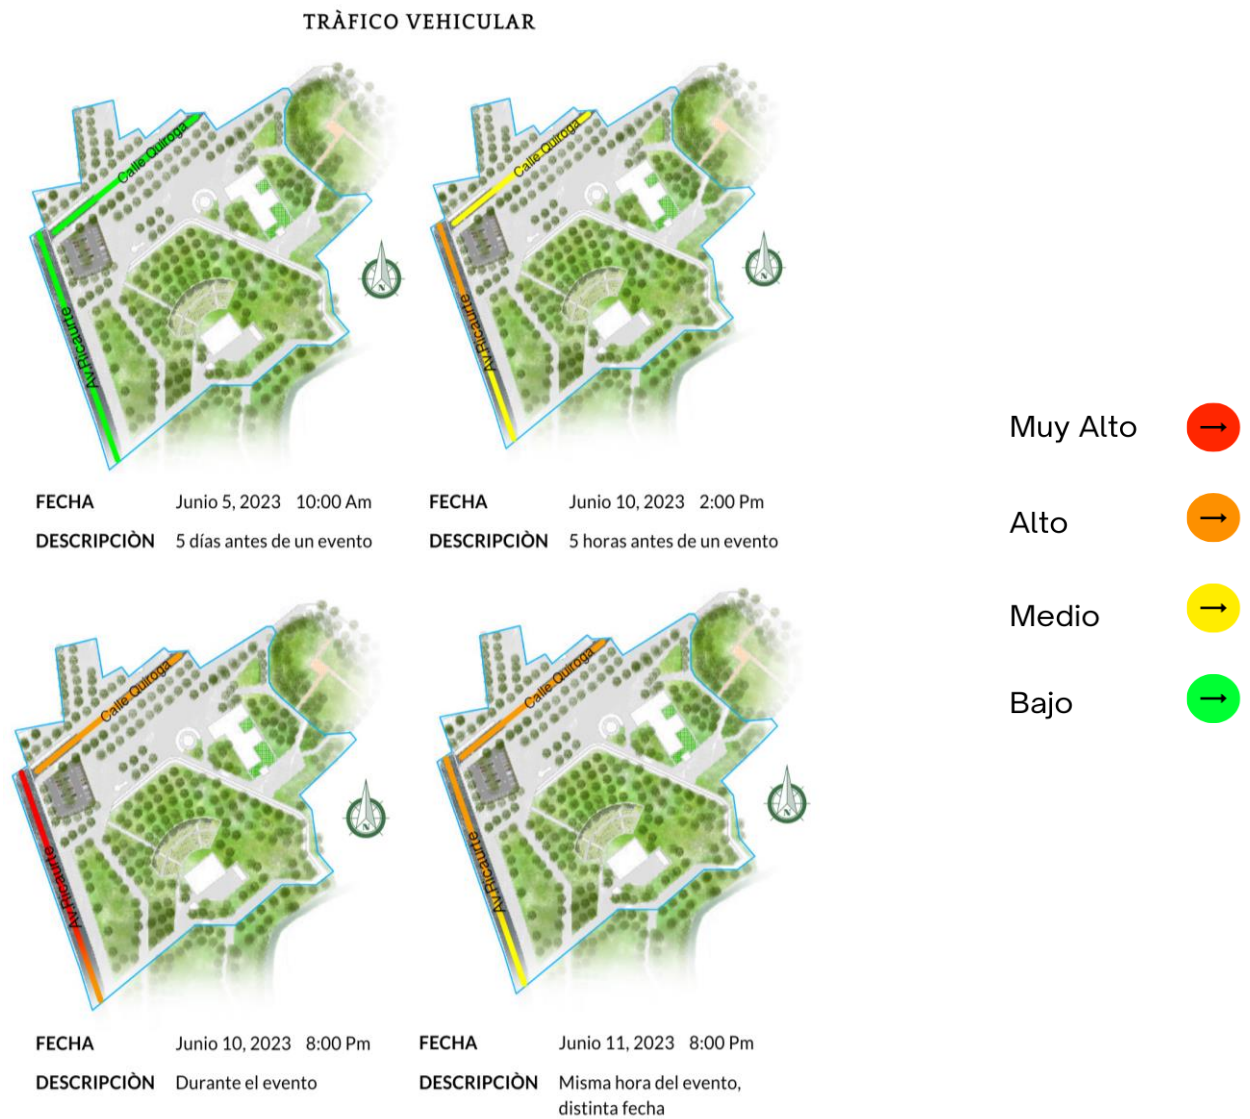 TRÀFICO VEHICULAR
Calle Quiroga
Av.Ricaurte
N
Calle Quiroga
Av.Ricaurte
N
FECHA Junio 5, 2023 10:00 Am
DESCRIPCIÒN 5 días antes de un evento
FECHA Junio 10, 2023 2:00 Pm
DESCRIPCIÒN 5 horas antes de un evento
Muy Alto
Alto
Medio
Bajo
Calle Quiroga
Av.Ricaurte
N
Calle Quiroga
Av.Ricaurte
N
FECHA Junio 10, 2023 8:00 Pm
DESCRIPCIÒN Durante el evento
FECHA Junio 11, 2023 8:00 Pm
DESCRIPCIÒN Misma hora del evento,
distinta fecha